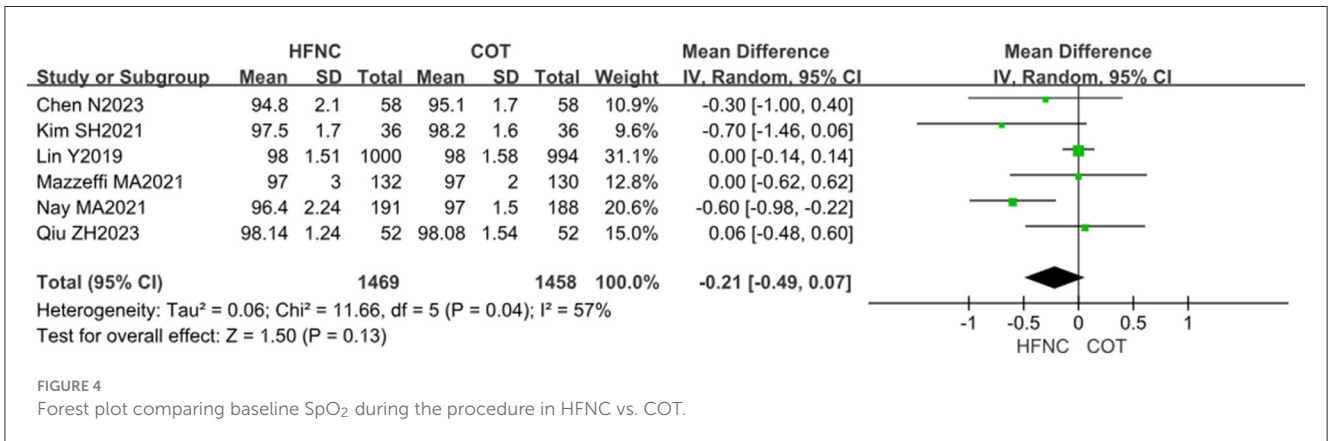 HFNC COT Mean Difference Mean Difference
Study or Subgroup Mean SD Total Mean SD Total Weight IV, Random, 95% CI IV, Random, 95% CI
Chen N2023 94.8 2.1 58 95.1 1.7 58 10.9% -0.30 [-1.00, 0.40]
Kim SH2021 97.5 1.7 36 98.2 1.6 36 9.6% -0.70 [-1.46, 0.06]
Lin Y2019 98 1.51 1000 98 1.58 994 31.1% 0.00 [-0.14, 0.14]
Mazzeffi MA2021 97 3 132 97 2 130 12.8% 0.00 [-0.62, 0.62]
Nay MA2021 96.4 2.24 191 97 1.5 188 20.6% -0.60 [-0.98, -0.22]
Qiu ZH2023 98.14 1.24 52 98.08 1.54 52 15.0% 0.06 [-0.48, 0.60]
Total (95% CI) 1469 1458 100.0% -0.21 [-0.49, 0.07]
Heterogeneity: Tau² = 0.06; Chi² = 11.66, df = 5 (P = 0.04); I² = 57%
Test for overall effect: Z = 1.50 (P = 0.13)
-1 -0.5 0 0.5 1
HFNC COT
FIGURE 4
Forest plot comparing baseline SpO₂ during the procedure in HFNC vs. COT.